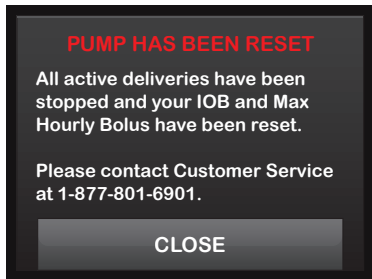 PUMP HAS BEEN RESET
All active deliveries have been
stopped and your IOB and Max
Hourly Bolus have been reset.
Please contact Customer Service
at 1-877-801-6901.
CLOSE